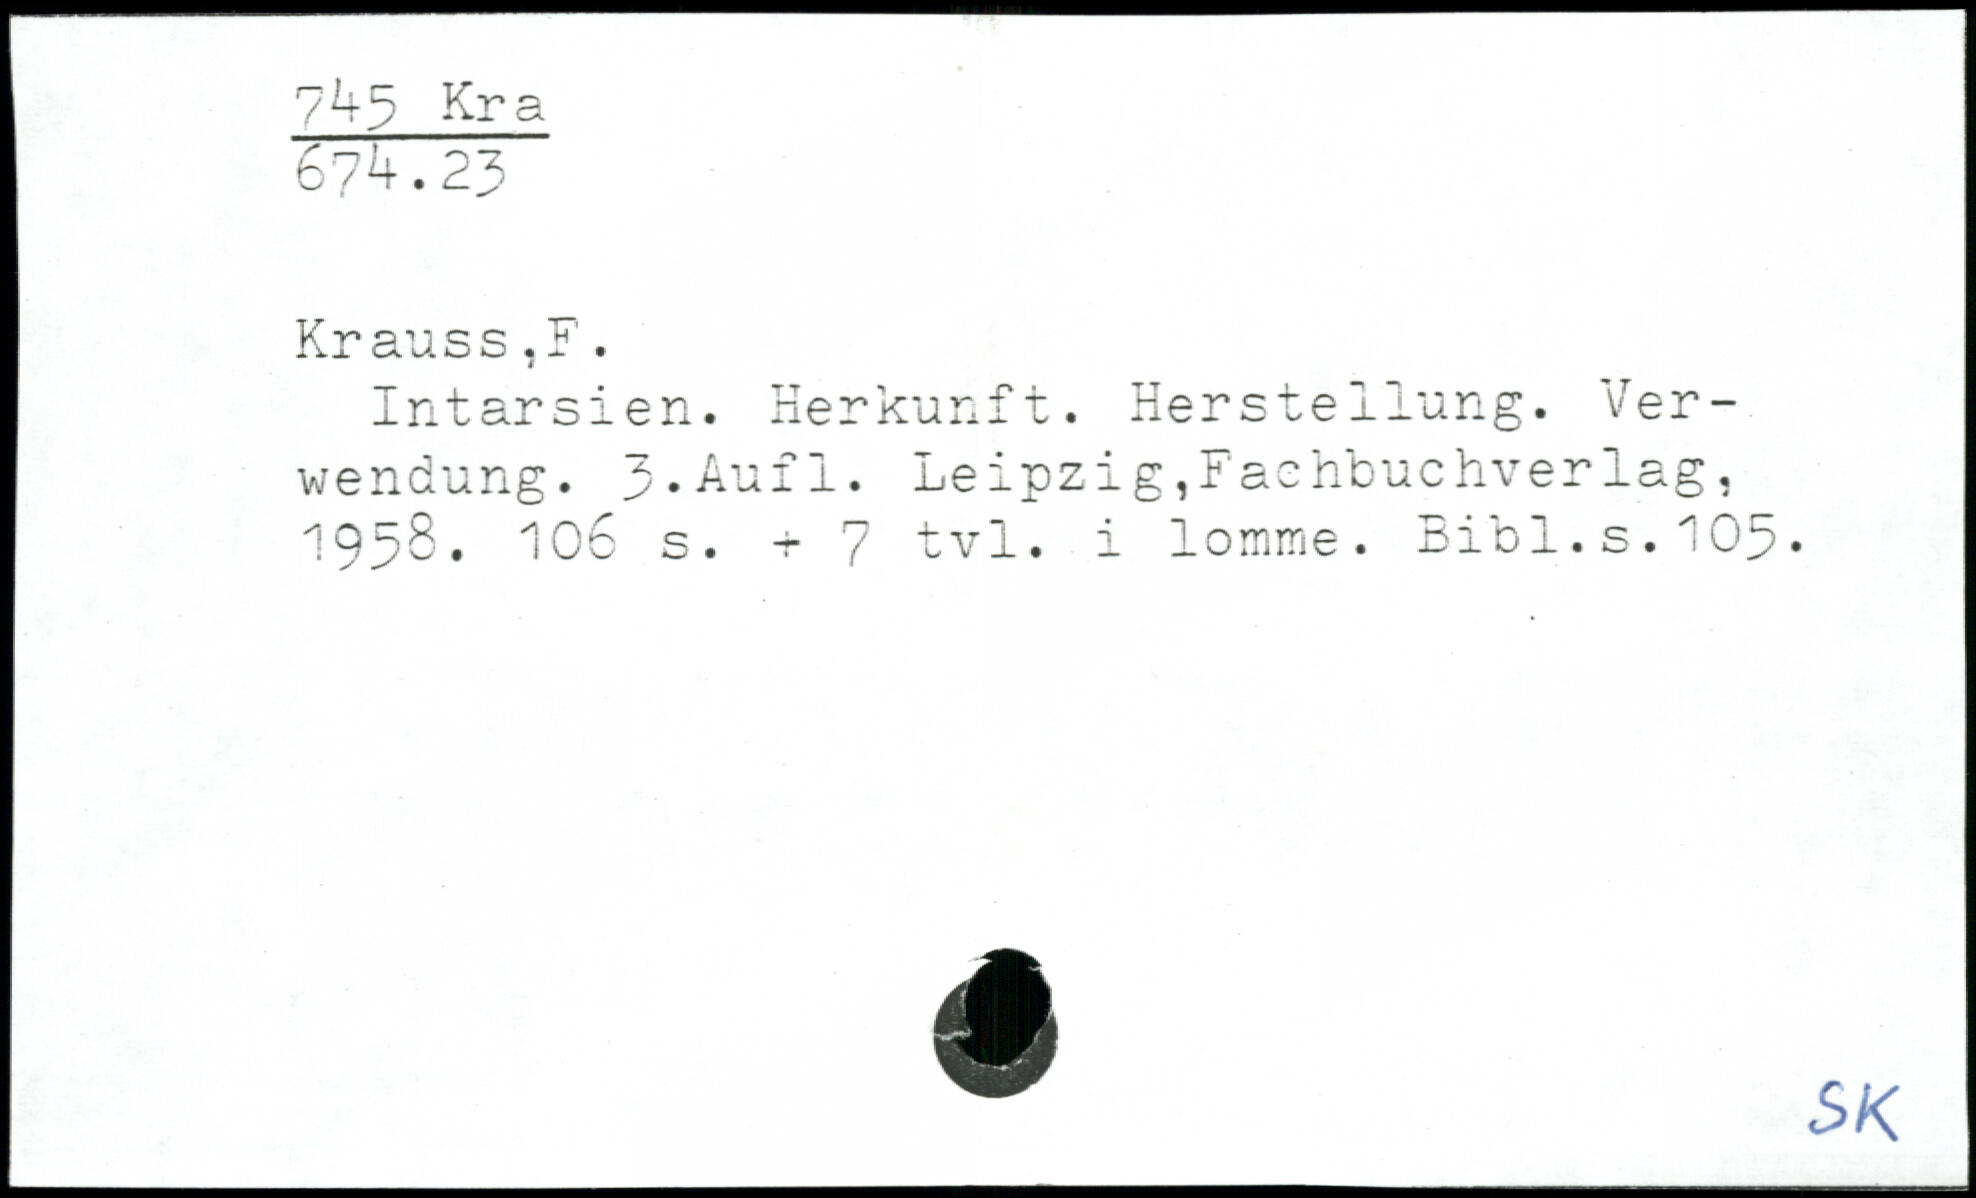 745 Kra
674.23
Krauss,F.
Intarsien. Herkunft. Herstellung. Ver-
wendung. 3.Aufl. Leipzig,Fachbuchverlag,
1958. 106 s. + 7 tvl. i lomme. Bibl.s.105.
SK